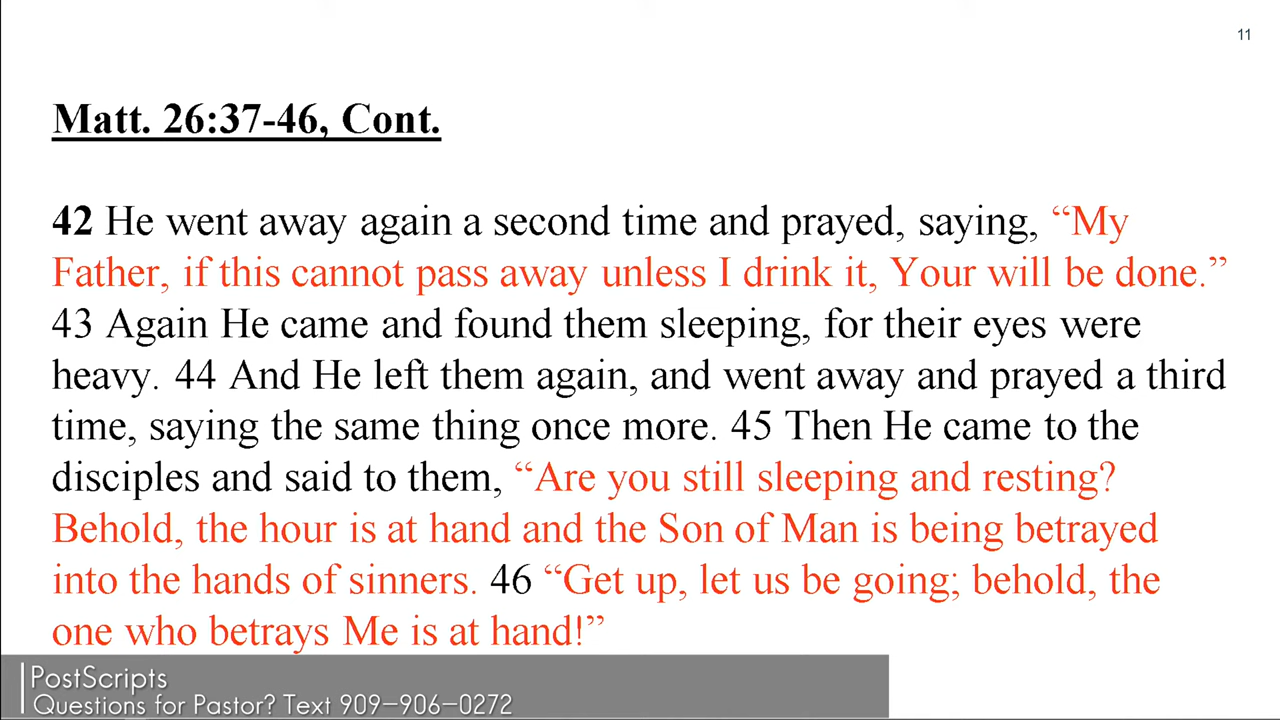 11
Matt. 26:37-46, Cont.
42 He went away again a second time and prayed, saying, “My
Father, if this cannot pass away unless I drink it, Your will be done.”
43 Again He came and found them sleeping, for their eyes were
heavy. 44 And He left them again, and went away and prayed a third
time, saying the same thing once more. 45 Then He came to the
disciples and said to them, “Are you still sleeping and resting?
Behold, the hour is at hand and the Son of Man is being betrayed
into the hands of sinners. 46 “Get up, let us be going; behold, the
one who betrays Me is at hand!”
PostScripts
Questions for Pastor? Text 909-906-0272